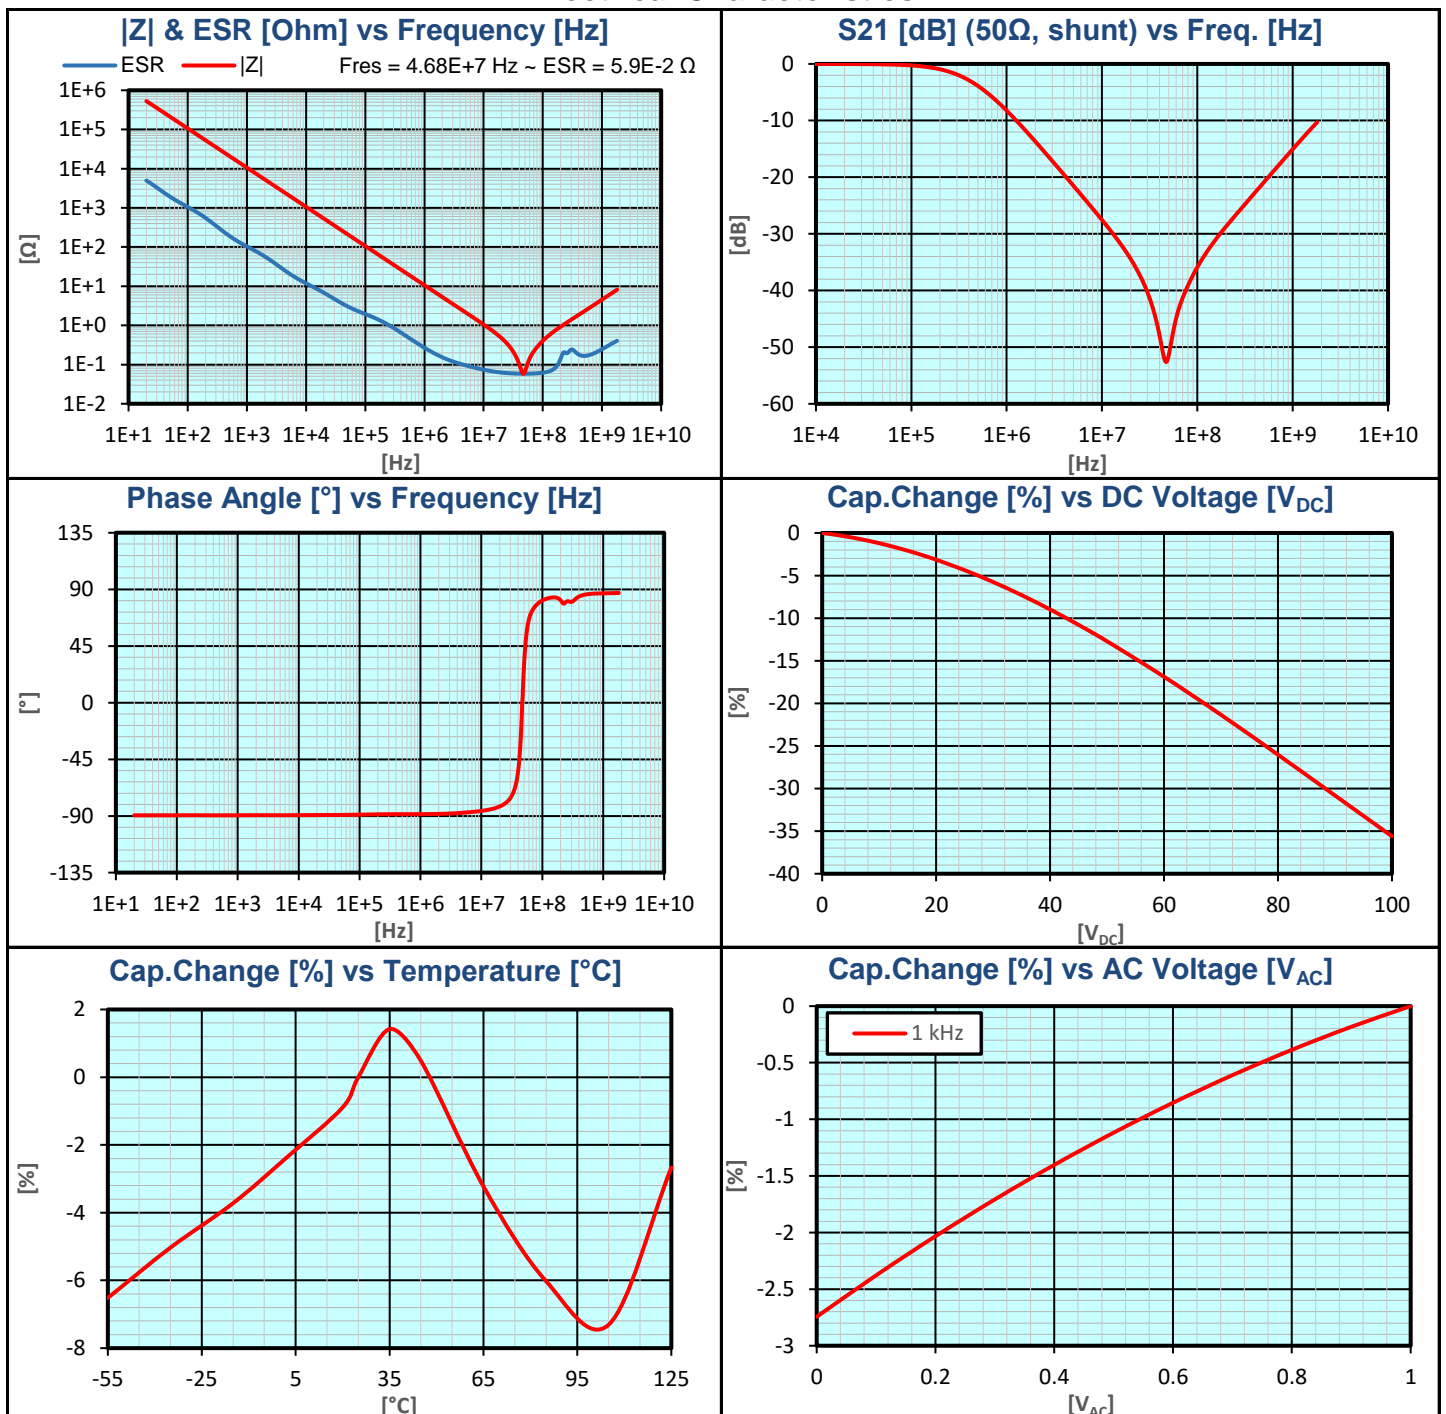 |Z| & ESR [Ohm] vs Frequency [Hz]
ESR |Z| Fres = 4.68E+7 Hz ~ ESR = 5.9E-2 Ω
1E+6
1E+5
1E+4
1E+3
1E+2
1E+1
1E+0
1E-1
1E-2
[Ω]
1E+1 1E+2 1E+3 1E+4 1E+5 1E+6 1E+7 1E+8 1E+9 1E+10
[Hz]
S21 [dB] (50Ω, shunt) vs Freq. [Hz]
0
-10
-20
-30
-40
-50
-60
[dB]
1E+4 1E+5 1E+6 1E+7 1E+8 1E+9 1E+10
[Hz]
Phase Angle [°] vs Frequency [Hz]
135
90
45
0
-45
-90
-135
[°]
1E+1 1E+2 1E+3 1E+4 1E+5 1E+6 1E+7 1E+8 1E+9 1E+10
[Hz]
Cap.Change [%] vs DC Voltage [VDC]
0
-5
-10
-15
-20
-25
-30
-35
-40
[%]
0 20 40 60 80 100
[VDC]
Cap.Change [%] vs Temperature [°C]
2
0
-2
-4
-6
-8
[%]
-55 -25 5 35 65 95 125
[°C]
Cap.Change [%] vs AC Voltage [VAC]
1 kHz
0
-0.5
-1
-1.5
-2
-2.5
-3
[%]
0 0.2 0.4 0.6 0.8 1
[VAC]